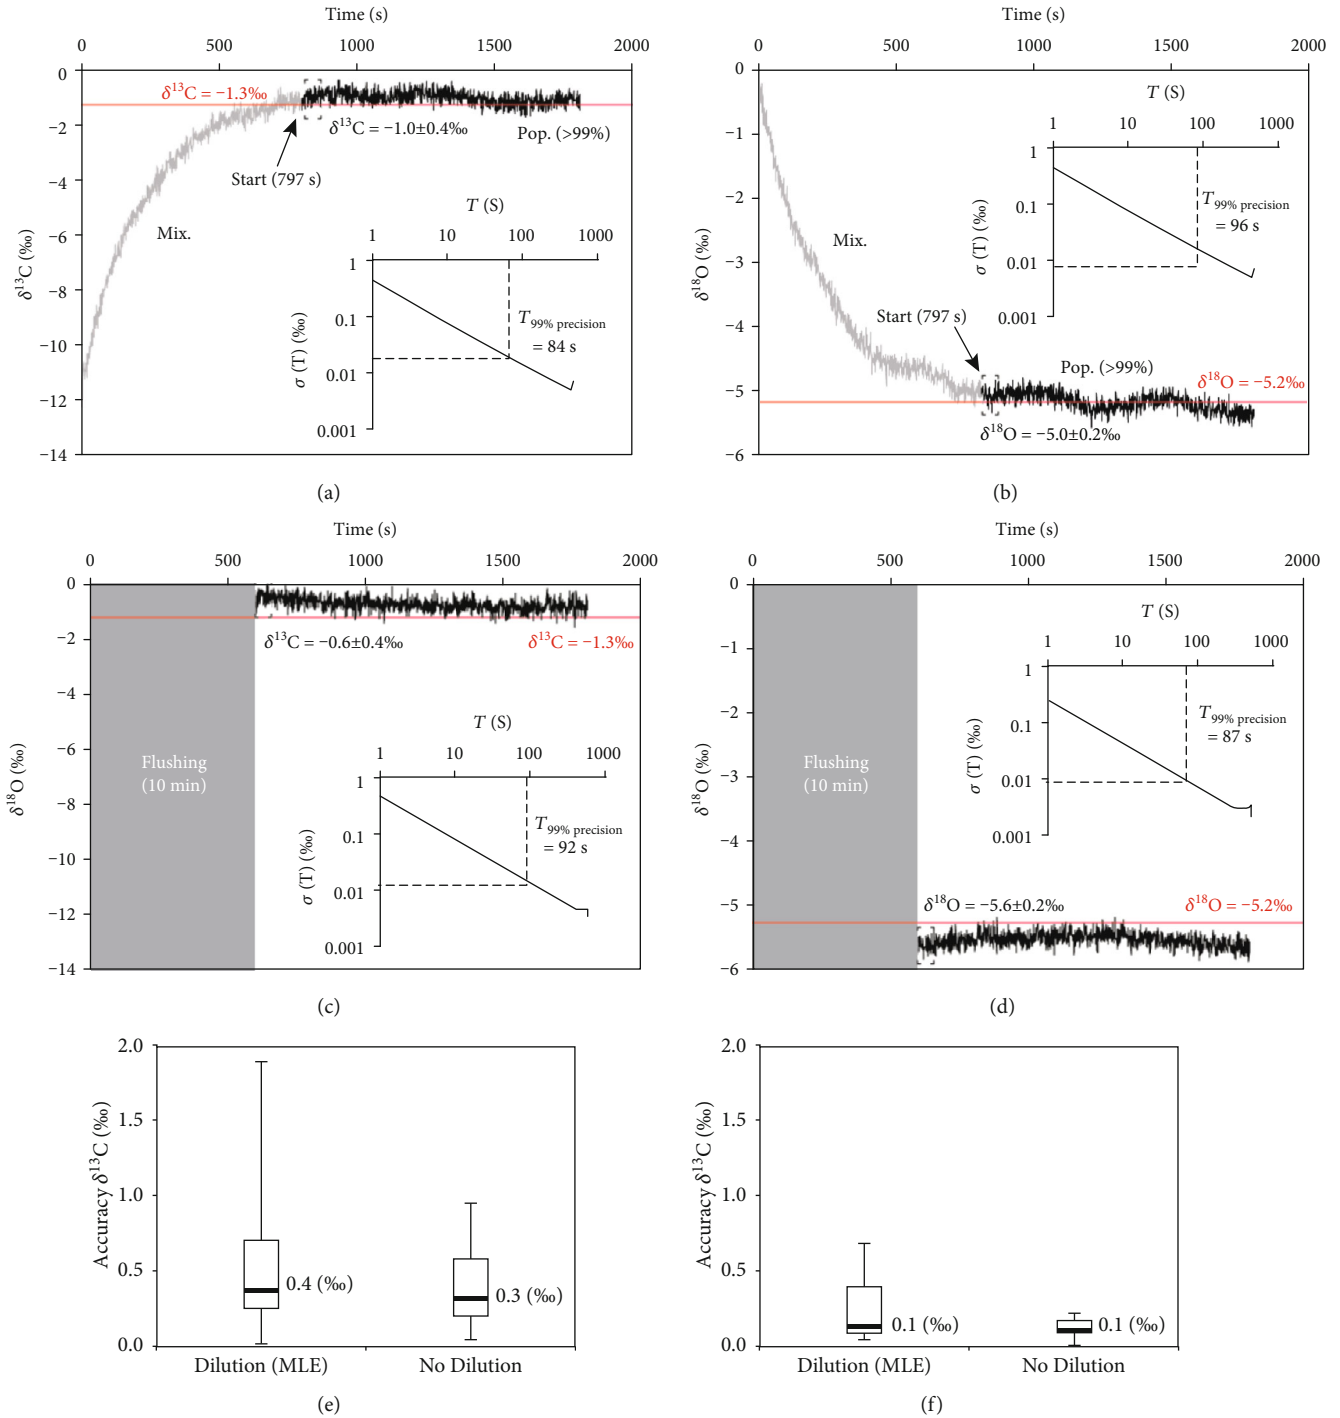 Time (s)
0 500 1000 1500 2000
0
−2
−4
−6
−8
−10
−12
−14
δ13C (‰)
δ13C = −1.3‰
δ13C = −1.0±0.4‰
Pop. (>99%)
Start (797 s)
Mix.
T (S)
1 10 100 1000
1
0.1
0.01
0.001
σ (T) (‰)
T99% precision
= 84 s
(a)
Time (s)
0 500 1000 1500 2000
0
−1
−2
−3
−4
−5
−6
δ18O (‰)
T (S)
1 10 100 1000
1
0.1
0.01
0.001
σ (T) (‰)
T99% precision
= 96 s
Mix.
Start (797 s)
Pop. (>99%)
δ18O = −5.2‰
δ18O = −5.0±0.2‰
(b)
Time (s)
0 500 1000 1500 2000
0
−2
−4
−6
−8
−10
−12
−14
δ18O (‰)
δ13C = −0.6±0.4‰
δ13C = −1.3‰
Flushing
(10 min)
T (S)
1 10 100 1000
1
0.1
0.01
0.001
σ (T) (‰)
T99% precision
= 92 s
(c)
Time (s)
0 500 1000 1500 2000
0
−1
−2
−3
−4
−5
−6
δ18O (‰)
Flushing
(10 min)
T (S)
1 10 100 1000
1
0.1
0.01
0.001
σ (T) (‰)
T99% precision
= 87 s
δ18O = −5.6±0.2‰
δ18O = −5.2‰
(d)
2.0
1.5
1.0
0.5
0.0
Accuracy δ13C (‰)
0.4 (‰)
0.3 (‰)
Dilution (MLE) No Dilution
(e)
2.0
1.5
1.0
0.5
0.0
Accuracy δ13C (‰)
0.1 (‰)
0.1 (‰)
Dilution (MLE) No Dilution
(f)